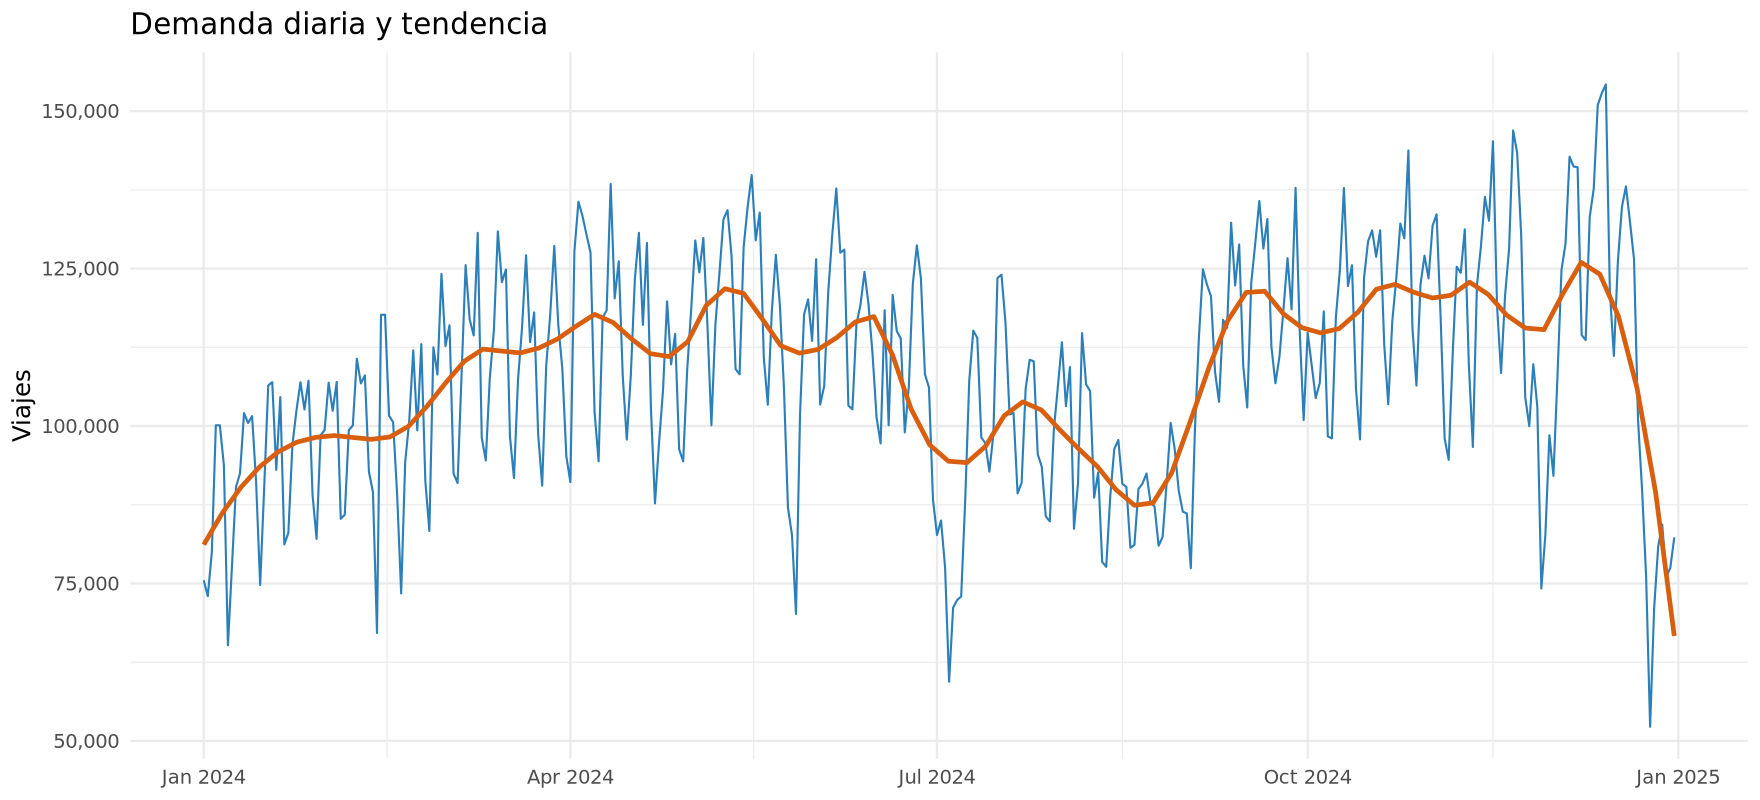 Demanda diaria y tendencia
Viajes
150,000
125,000
100,000
75,000
50,000
Jan 2024
Apr 2024
Jul 2024
Oct 2024
Jan 2025